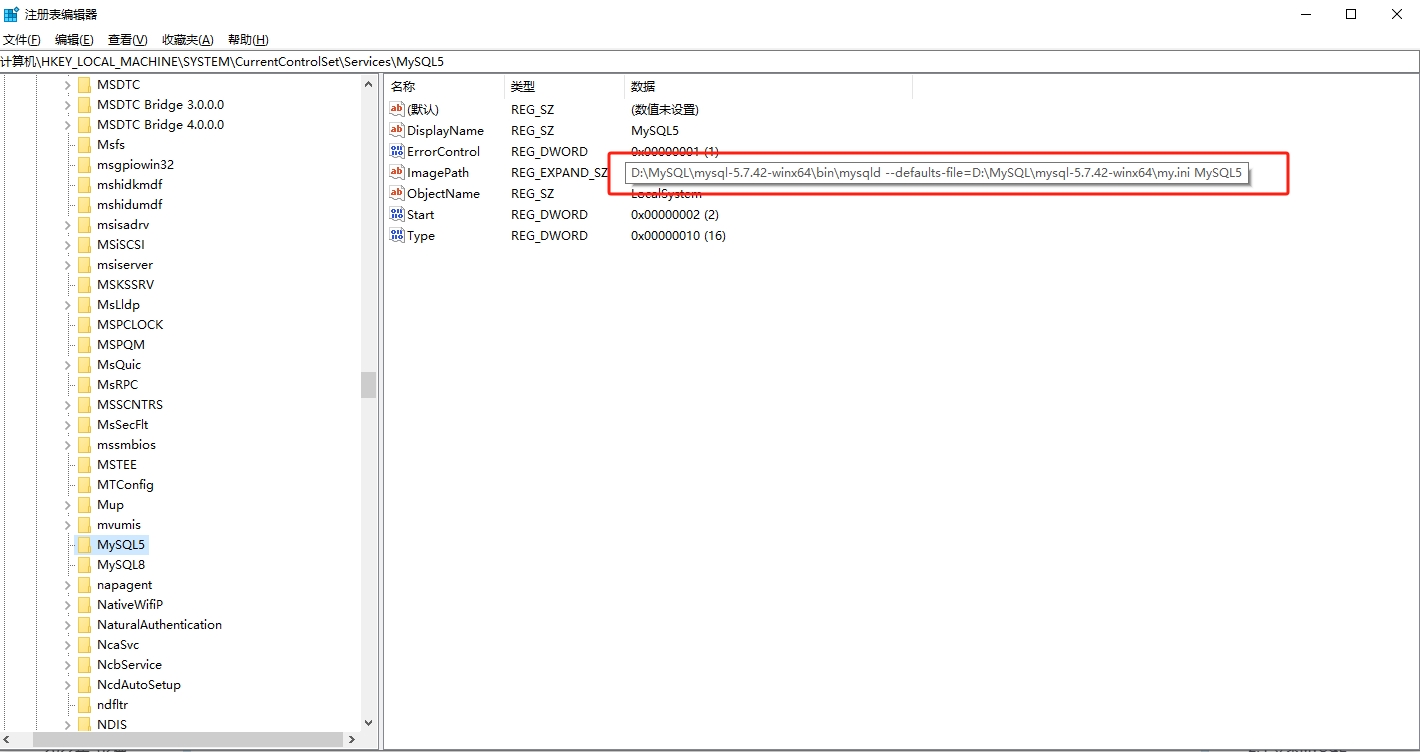 注册表编辑器
文件(F) 编辑(E) 查看(V) 收藏夹(A) 帮助(H)
计算机\HKEY_LOCAL_MACHINE\SYSTEM\CurrentControlSet\Services\MySQL5
MSDTC
MSDTC Bridge 3.0.0.0
MSDTC Bridge 4.0.0.0
Msfs
msgpiowin32
mshidkmdf
mshidumdf
msisadrv
MSiSCSI
msiserver
MSKSSRV
MsLldp
MSPCLOCK
MSPQM
MsQuic
MsRPC
MSSCNTRS
MsSecFlt
mssmbios
MSTEE
MTConfig
Mup
mvumis
MySQL5
MySQL8
napagent
NativeWifiP
NaturalAuthentication
NcaSvc
NcbService
NcdAutoSetup
ndfltr
NDIS
名称 类型 数据
(默认) REG_SZ (数值未设置)
DisplayName REG_SZ MySQL5
ErrorControl REG_DWORD 0x00000001 (1)
ImagePath REG_EXPAND_SZ D:\MySQL\mysql-5.7.42-winx64\bin\mysqld --defaults-file=D:\MySQL\mysql-5.7.42-winx64\my.ini MySQL5
ObjectName REG_SZ LocalSystem
Start REG_DWORD 0x00000002 (2)
Type REG_DWORD 0x00000010 (16)